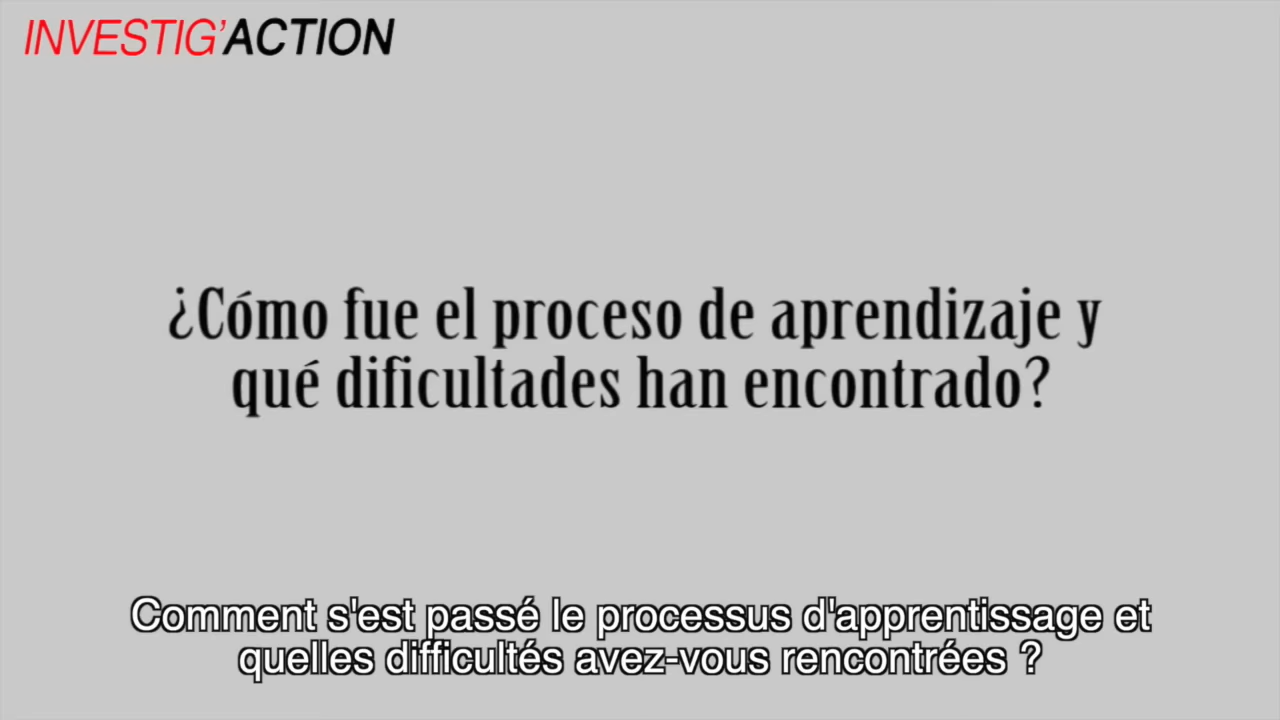 INVESTIG'ACTION
¿Cómo fue el proceso de aprendizaje y
qué dificultades han encontrado?
Comment s'est passé le processus d'apprentissage et
quelles difficultés avez-vous rencontrées ?